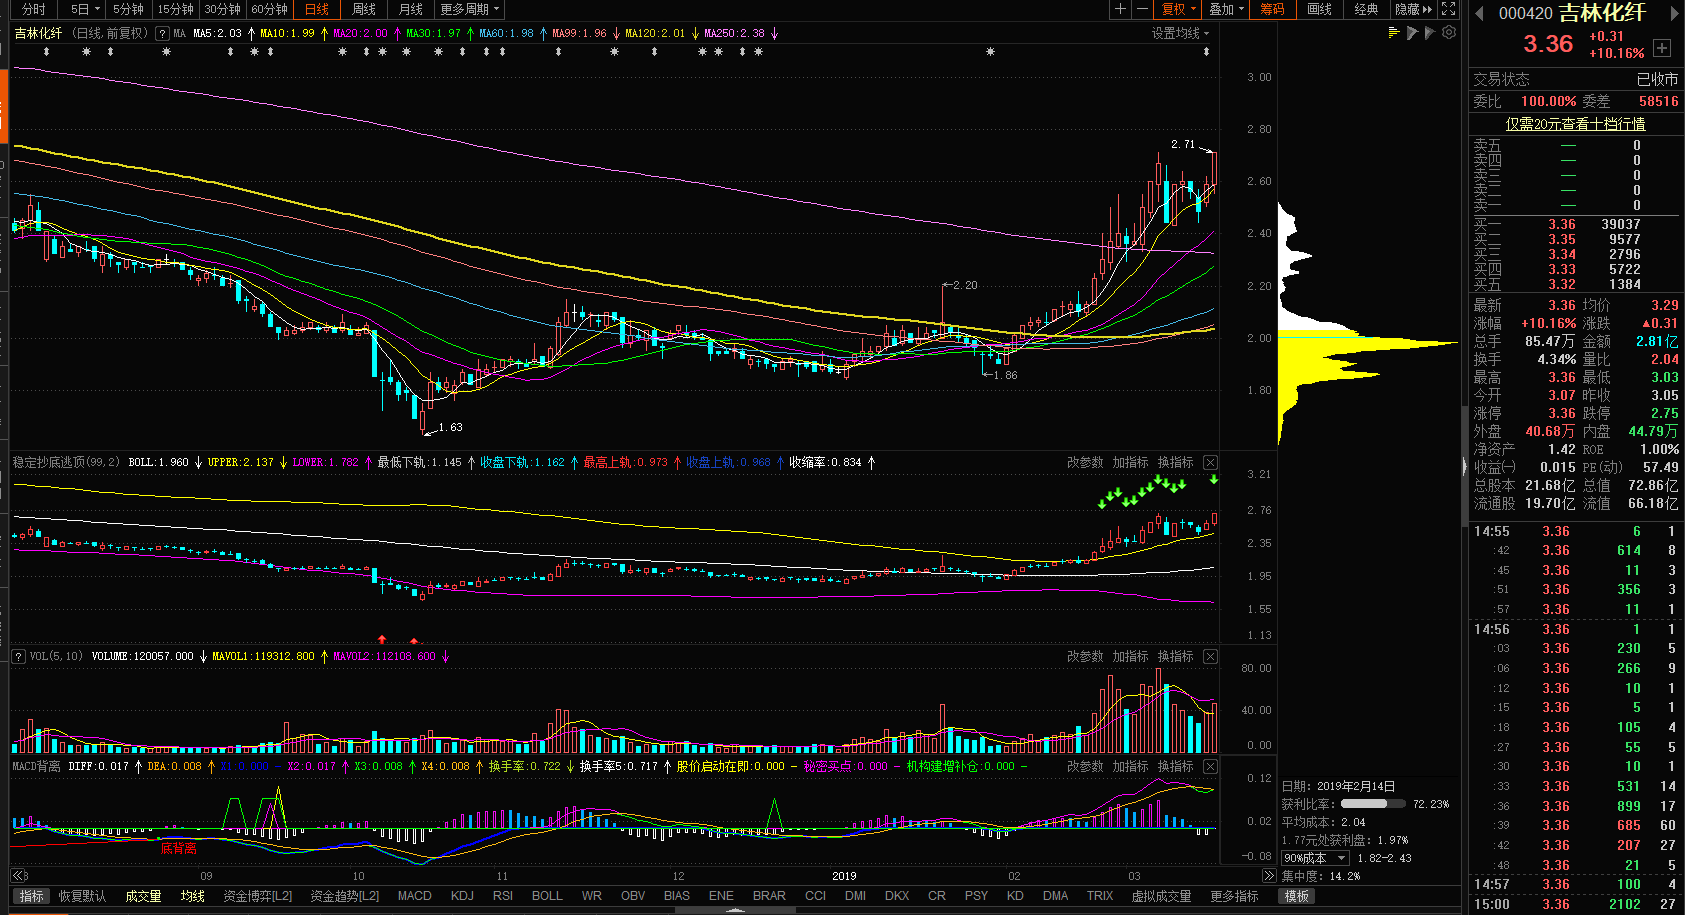 分时 5日 5分钟 15分钟 30分钟 60分钟 日线 周线 月线 更多周期
复权 叠加 筹码 画线 经典 隐藏
吉林化纤 (日线,前复权) ? MA MA5:2.03 MA10:1.99 MA20:2.00 MA30:1.97 MA60:1.98 MA99:1.96 MA120:2.01 MA250:2.38 设置均线
3.00
2.80
2.71
2.60
2.40
2.20
2.20
2.00
1.86
1.80
1.63
稳定抄底逃顶(99,2) BOLL:1.960 UPPER:2.137 LOWER:1.782 最低下轨:1.145 收盘下轨:1.162 最高上轨:0.973 收盘上轨:0.968 收缩率:0.834 改参数 加指标 换指标
3.21
2.76
2.35
1.95
1.55
1.13
? VOL(5,10) VOLUME:120057.000 MAVOL1:119312.800 MAVOL2:112108.600 改参数 加指标 换指标
80.00
40.00
0.00
MACD背离 DIFF:0.017 DEA:0.008 X1:0.000 X2:0.017 X3:0.008 X4:0.008 换手率:0.722 换手率5:0.717 股价启动在即:0.000 秘密买点:0.000 机构建增补仓:0.000 改参数 加指标 换指标
0.12
0.02
-0.08
底背离
09 10 11 12 2019 02 03
指标 恢复默认 成交量 均线 资金博弈[L2] 资金趋势[L2] MACD KDJ RSI BOLL WR OBV BIAS ENE BRAR CCI DMI DKX CR PSY KD DMA TRIX 虚拟成交量 更多指标 模板
日期: 2019年2月14日
获利比率: 72.23%
平均成本: 2.04
1.77元处获利盘: 1.97%
90%成本 1.82-2.43
集中度: 14.2%
000420 吉林化纤
3.36 +0.31
+10.16%
交易状态 已收市
委比 100.00% 委差 58516
仅需20元查看十档行情
卖五 — 0
卖四 — 0
卖三 — 0
卖二 — 0
卖一 — 0
买一 3.36 39037
买二 3.35 9577
买三 3.34 2796
买四 3.33 5722
买五 3.32 1384
最新 3.36 均价 3.29
涨幅 +10.16% 涨跌 ▲0.31
总手 85.47万 金额 2.81亿
换手 4.34% 量比 2.04
最高 3.36 最低 3.03
今开 3.07 昨收 3.05
涨停 3.36 跌停 2.75
外盘 40.68万 内盘 44.79万
净资产 1.42 ROE 1.00%
收益(一) 0.015 PE(动) 57.49
总股本 21.68亿 总值 72.86亿
流通股 19.70亿 流值 66.18亿
14:55 3.36 6 1
:42 3.36 614 8
:45 3.36 11 3
:51 3.36 356 3
:57 3.36 11 1
14:56 3.36 1 1
:03 3.36 230 5
:06 3.36 266 9
:12 3.36 10 1
:15 3.36 5 1
:18 3.36 105 4
:27 3.36 55 5
:30 3.36 10 1
:33 3.36 531 14
:36 3.36 899 17
:39 3.36 685 60
:42 3.36 207 27
:48 3.36 21 5
14:57 3.36 100 4
15:00 3.36 2102 27